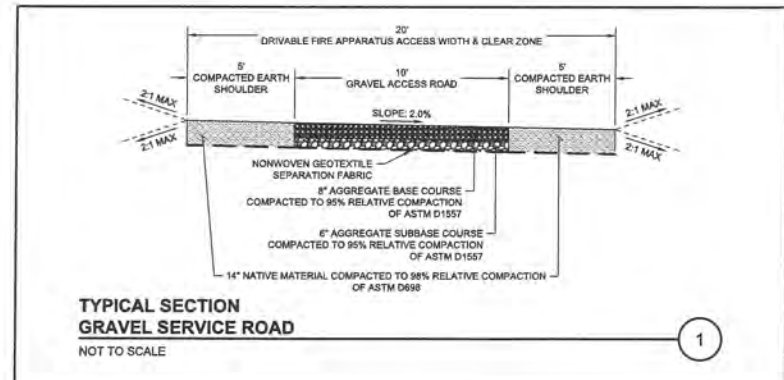 20'
DRIVABLE FIRE APPARATUS ACCESS WIDTH & CLEAR ZONE
5'
COMPACTED EARTH
SHOULDER
10'
GRAVEL ACCESS ROAD
5'
COMPACTED EARTH
SHOULDER
2:1 MAX
2:1 MAX
SLOPE: 2.0%
2:1 MAX
2:1 MAX
NONWOVEN GEOTEXTILE
SEPARATION FABRIC
8" AGGREGATE BASE COURSE
COMPACTED TO 95% RELATIVE COMPACTION
OF ASTM D1557
6" AGGREGATE SUBBASE COURSE
COMPACTED TO 95% RELATIVE COMPACTION
OF ASTM D1557
14" NATIVE MATERIAL COMPACTED TO 98% RELATIVE COMPACTION
OF ASTM D698
TYPICAL SECTION
GRAVEL SERVICE ROAD
NOT TO SCALE
1